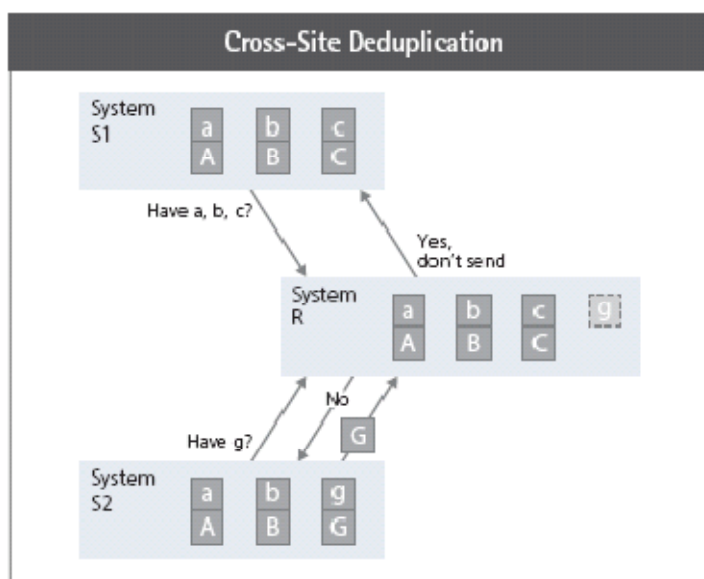 Cross-Site Deduplication
System
S1
a b c
A B C
Have a, b, c?
Yes,
don't send
System
R
a b c g
A B C
No
G
Have g?
System
S2
a b g
A B G